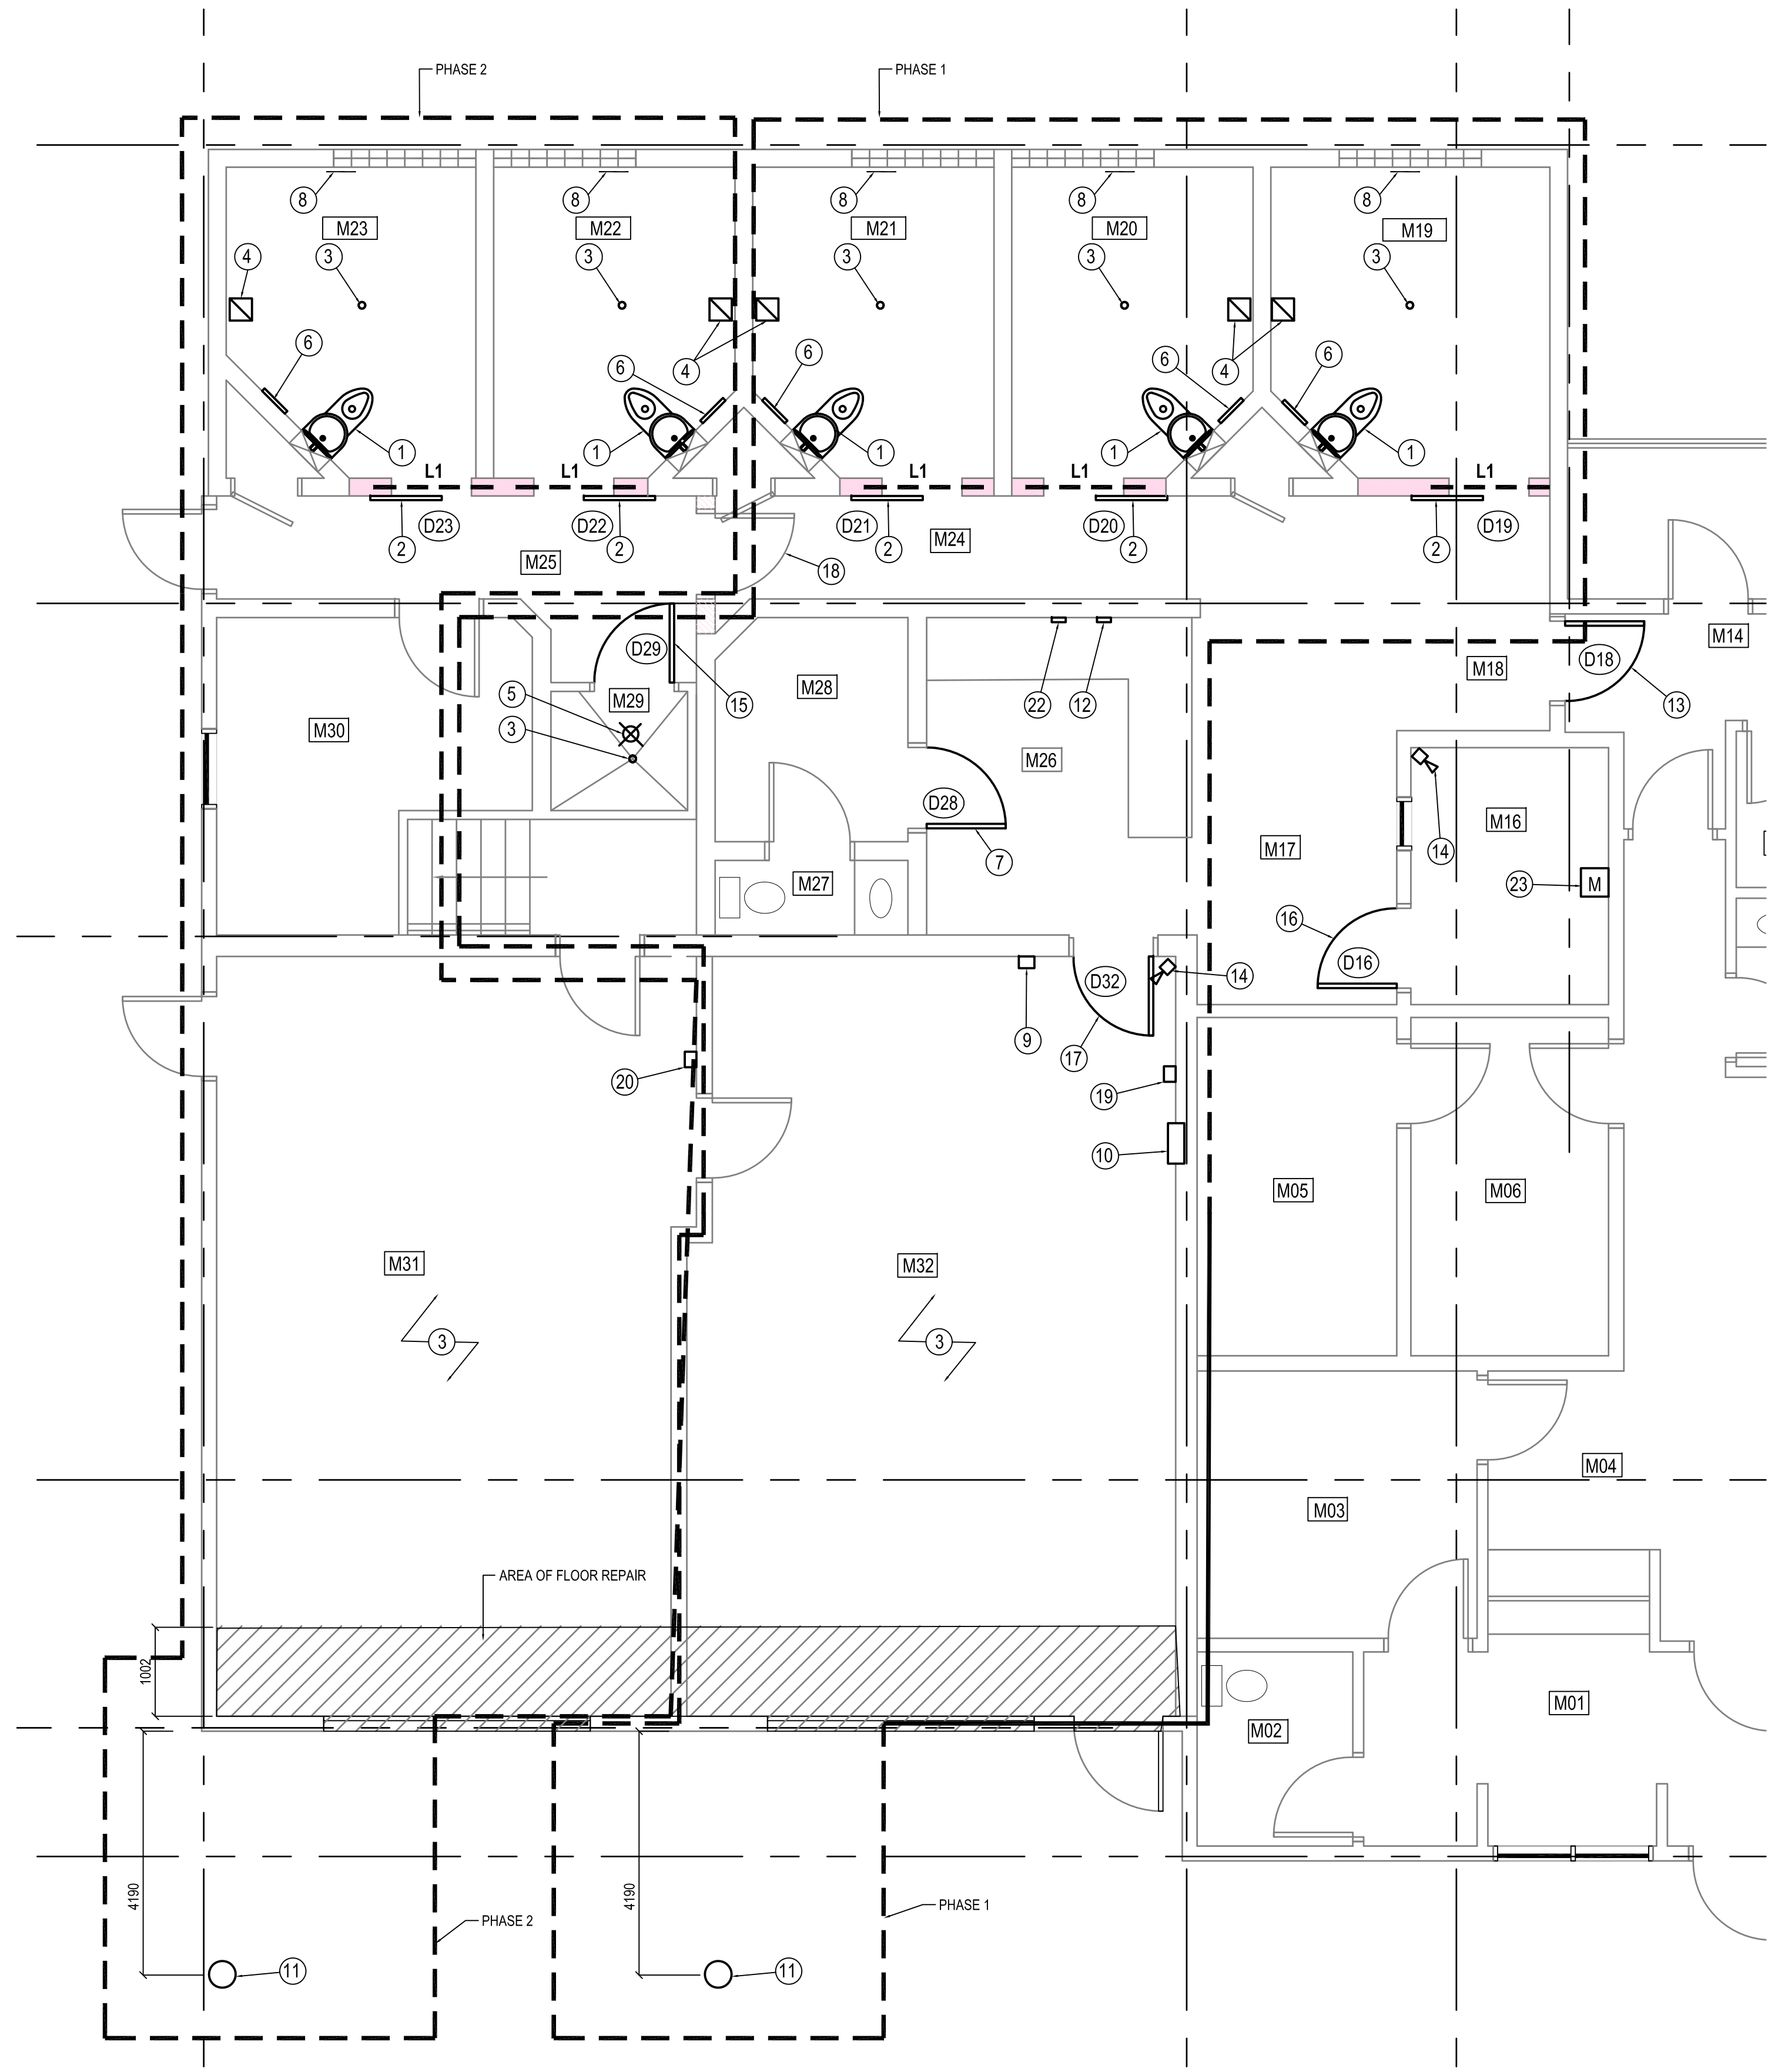 PHASE 2
PHASE 1
8 8 8 8 8
M23 M22 M21 M20 M19
4 3 3 3 3 3
6 6 6 6 6
4 4
1 1 1 1 1
L1 L1 L1 L1 L1
D23 D22 D21 D20 D19
2 2 2 2 2
M25 M24
18
D29 M14
M18 D18
5 M29 15 M28 22 12 13
3
M30 M26
D28 M16
7 M17 14
M27 23 M
16
D32 D16
14
9 17
20 19
10
M05 M06
M31 M32
3 3
M04
M03
AREA OF FLOOR REPAIR
1002
M01
M02
4190 4190
PHASE 1
PHASE 2
11 11